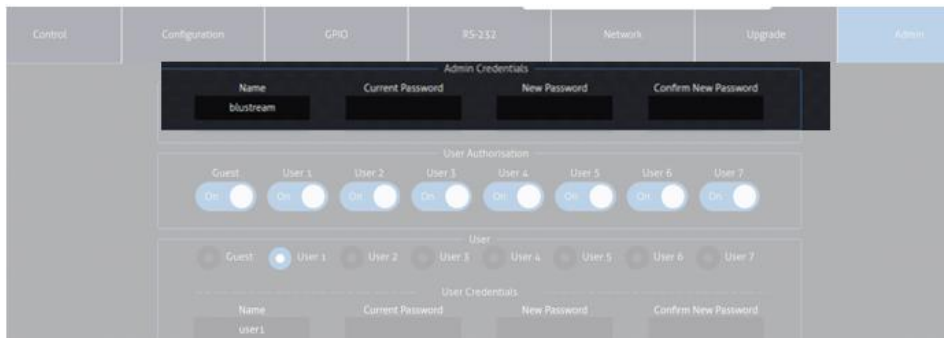 Control Configuration GPIO RS-232 Network Upgrade Admin
Admin Credentials
Name Current Password New Password Confirm New Password
blustream
User Authorisation
Guest User 1 User 2 User 3 User 4 User 5 User 6 User 7
On On On On On On On On
User
Guest User 1 User 2 User 3 User 4 User 5 User 6 User 7
User Credentials
Name Current Password New Password Confirm New Password
user1